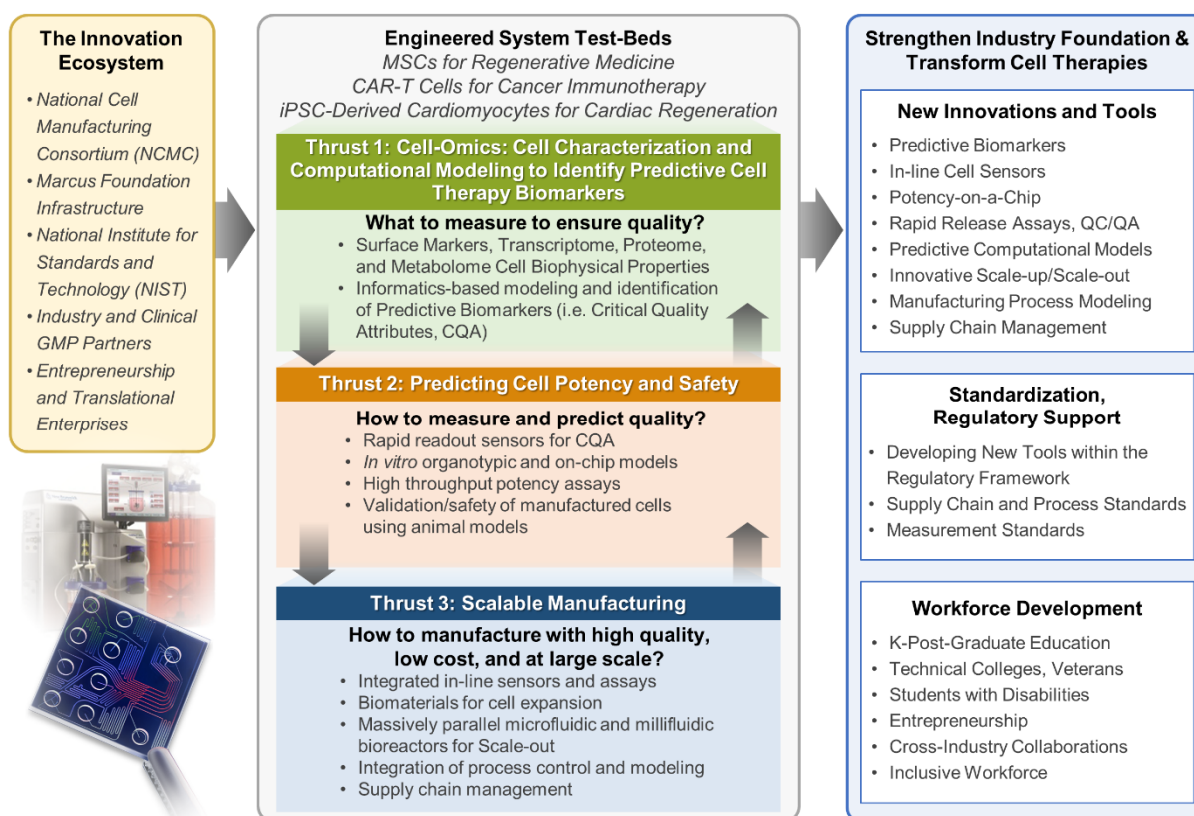 The Innovation
Ecosystem
• National Cell
Manufacturing
Consortium (NCMC)
• Marcus Foundation
Infrastructure
• National Institute for
Standards and
Technology (NIST)
• Industry and Clinical
GMP Partners
• Entrepreneurship
and Translational
Enterprises
Engineered System Test-Beds
MSCs for Regenerative Medicine
CAR-T Cells for Cancer Immunotherapy
iPSC-Derived Cardiomyocytes for Cardiac Regeneration
Thrust 1: Cell-Omics: Cell Characterization and
Computational Modeling to Identify Predictive Cell
Therapy Biomarkers
What to measure to ensure quality?
• Surface Markers, Transcriptome, Proteome,
and Metabolome Cell Biophysical Properties
• Informatics-based modeling and identification
of Predictive Biomarkers (i.e. Critical Quality
Attributes, CQA)
Thrust 2: Predicting Cell Potency and Safety
How to measure and predict quality?
• Rapid readout sensors for CQA
• In vitro organotypic and on-chip models
• High throughput potency assays
• Validation/safety of manufactured cells
using animal models
Thrust 3: Scalable Manufacturing
How to manufacture with high quality,
low cost, and at large scale?
• Integrated in-line sensors and assays
• Biomaterials for cell expansion
• Massively parallel microfluidic and millifluidic
bioreactors for Scale-out
• Integration of process control and modeling
• Supply chain management
Strengthen Industry Foundation &
Transform Cell Therapies
New Innovations and Tools
• Predictive Biomarkers
• In-line Cell Sensors
• Potency-on-a-Chip
• Rapid Release Assays, QC/QA
• Predictive Computational Models
• Innovative Scale-up/Scale-out
• Manufacturing Process Modeling
• Supply Chain Management
Standardization,
Regulatory Support
• Developing New Tools within the
Regulatory Framework
• Supply Chain and Process Standards
• Measurement Standards
Workforce Development
• K-Post-Graduate Education
• Technical Colleges, Veterans
• Students with Disabilities
• Entrepreneurship
• Cross-Industry Collaborations
• Inclusive Workforce